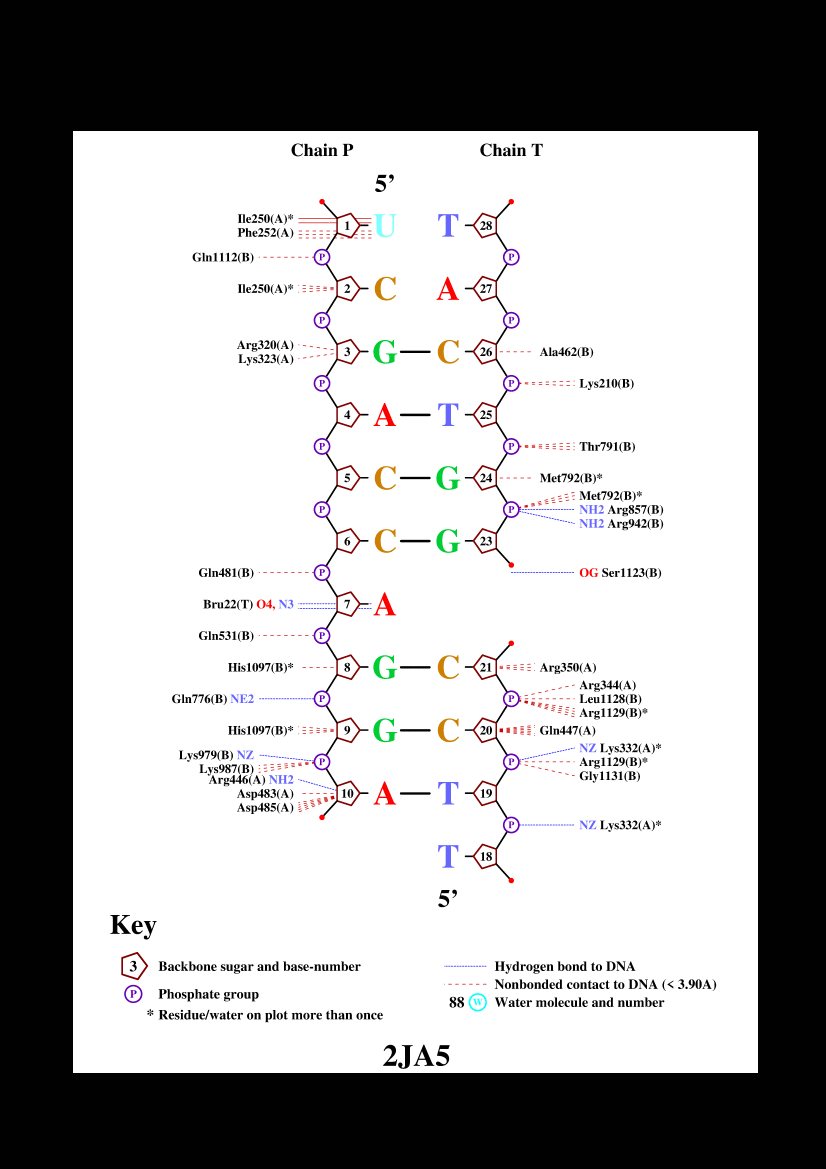 Chain P Chain T
5’
Ile250(A)* 1 U T 28
Phe252(A)
Gln1112(B) P P
Ile250(A)* 2 C A 27
P P
Arg320(A) 3 G C 26 Ala462(B)
Lys323(A)
P P Lys210(B)
4 A T 25
P P Thr791(B)
5 C G 24 Met792(B)*
Met792(B)*
P P NH2 Arg857(B)
NH2 Arg942(B)
6 C G 23
Gln481(B) P OG Ser1123(B)
Bru22(T) O4, N3 7 A
Gln531(B) P
His1097(B)* 8 G C 21 Arg350(A)
Arg344(A)
Gln776(B) NE2 P P Leu1128(B)
Arg1129(B)*
His1097(B)* 9 G C 20 Gln447(A)
NZ Lys332(A)*
Lys979(B) NZ
P P Arg1129(B)*
Lys987(B)
Gly1131(B)
Arg446(A) NH2
Asp483(A) 10 A T 19
Asp485(A)
P NZ Lys332(A)*
T 18
5’
Key
3 Backbone sugar and base-number
P Phosphate group
* Residue/water on plot more than once
Hydrogen bond to DNA
Nonbonded contact to DNA (< 3.90A)
88 W Water molecule and number
2JA5